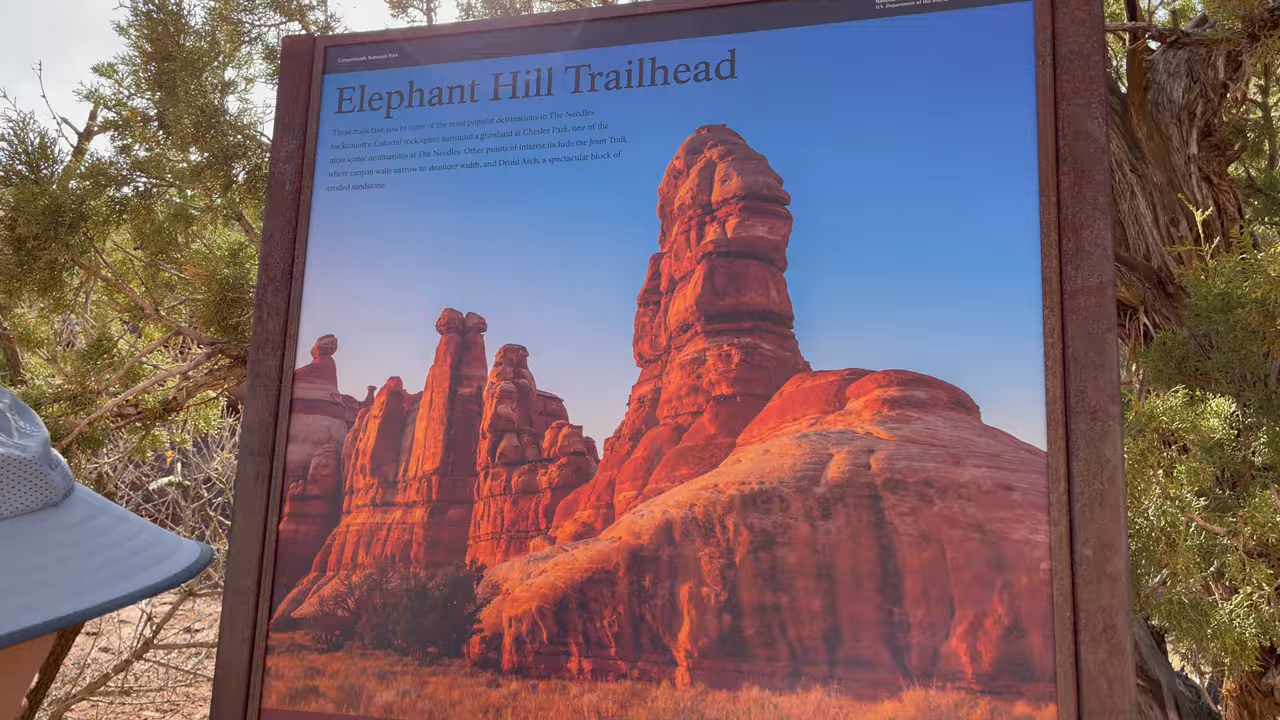 Canyonlands National Park
U.S. Department of the Interior
Elephant Hill Trailhead
These trails take you to some of the most popular destinations in The Needles
backcountry. Colorful rock spires surround a grassland at Chesler Park, one of the
most iconic destinations at The Needles. Other points of interest include the Joint Trail,
where canyon walls narrow to shoulder width, and Druid Arch, a spectacular block of
eroded sandstone.